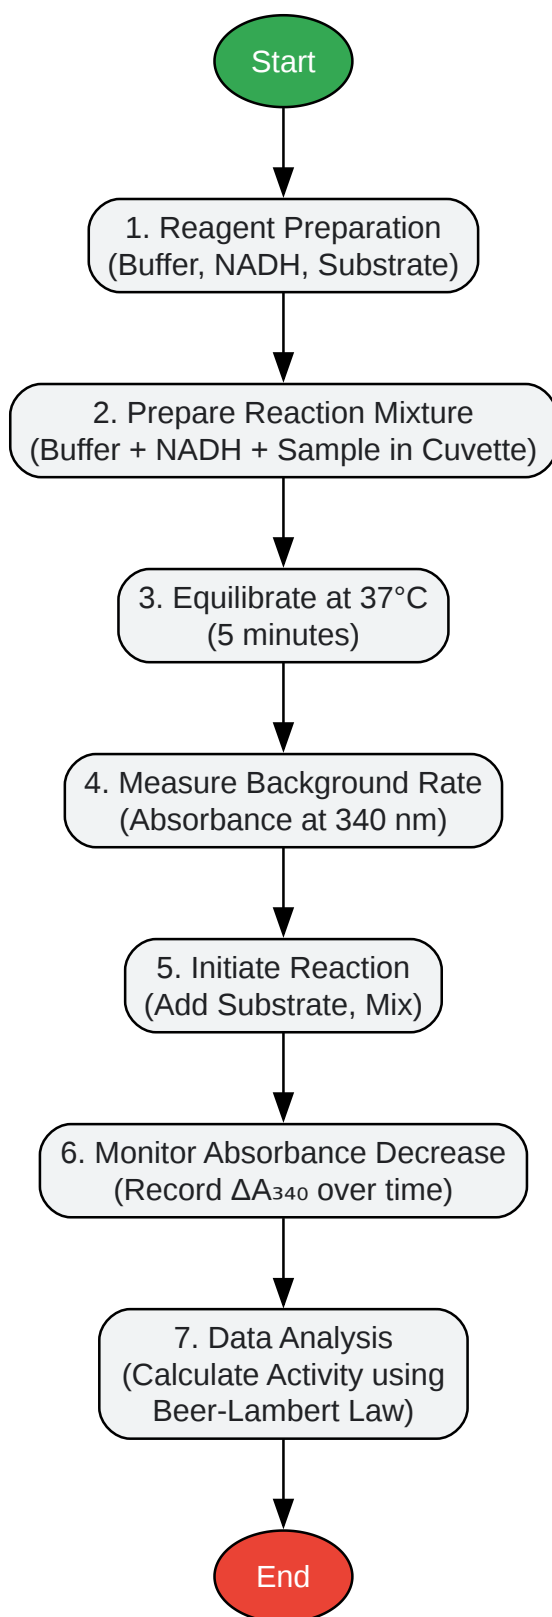 Start
1. Reagent Preparation
(Buffer, NADH, Substrate)
2. Prepare Reaction Mixture
(Buffer + NADH + Sample in Cuvette)
3. Equilibrate at 37°C
(5 minutes)
4. Measure Background Rate
(Absorbance at 340 nm)
5. Initiate Reaction
(Add Substrate, Mix)
6. Monitor Absorbance Decrease
(Record ΔA₃₄₀ over time)
7. Data Analysis
(Calculate Activity using
Beer-Lambert Law)
End